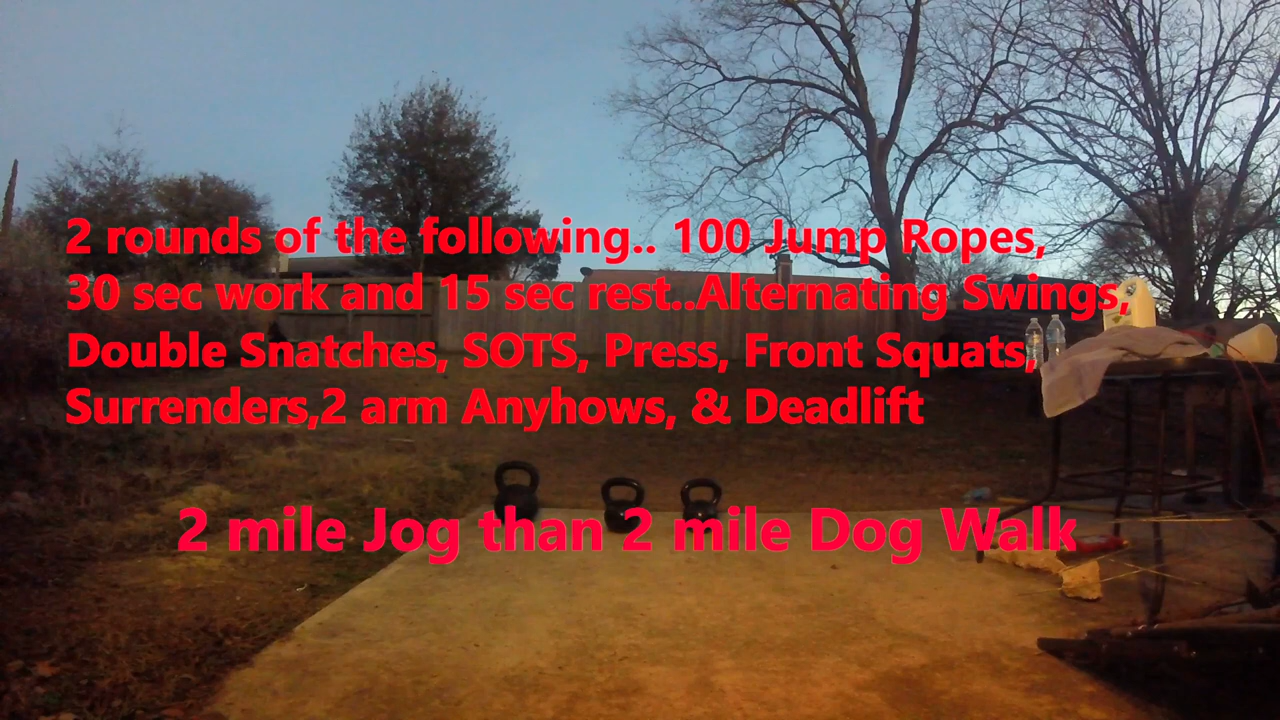 2 rounds of the following.. 100 Jump Ropes,
30 sec work and 15 sec rest..Alternating Swings,
Double Snatches, SOTS, Press, Front Squats,
Surrenders,2 arm Anyhows, & Deadlift
2 mile Jog than 2 mile Dog Walk